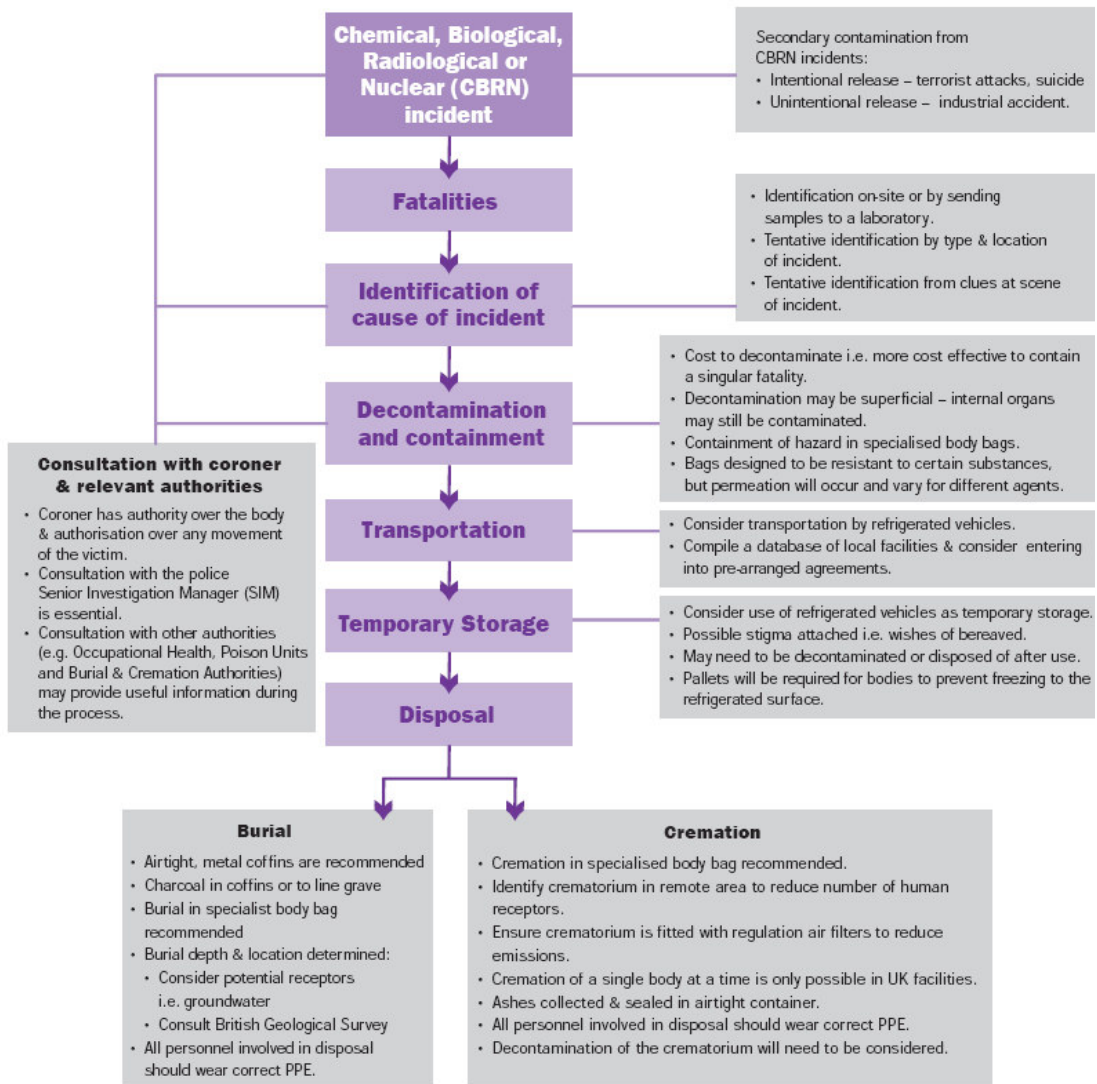 Chemical, Biological,
Radiological or
Nuclear (CBRN)
incident
Secondary contamination from
CBRN incidents:
• Intentional release – terrorist attacks, suicide
• Unintentional release – industrial accident.
Fatalities
• Identification on-site or by sending
samples to a laboratory.
• Tentative identification by type & location
of incident.
• Tentative identification from clues at scene
of incident.
Identification of
cause of incident
Decontamination
and containment
• Cost to decontaminate i.e. more cost effective to contain
a singular fatality.
• Decontamination may be superficial – internal organs
may still be contaminated.
• Containment of hazard in specialised body bags.
• Bags designed to be resistant to certain substances,
but permeation will occur and vary for different agents.
Consultation with coroner
& relevant authorities
• Coroner has authority over the body
& authorisation over any movement
of the victim.
• Consultation with the police
Senior Investigation Manager (SIM)
is essential.
• Consultation with other authorities
(e.g. Occupational Health, Poison Units
and Burial & Cremation Authorities)
may provide useful information during
the process.
Transportation
• Consider transportation by refrigerated vehicles.
• Compile a database of local facilities & consider entering
into pre-arranged agreements.
Temporary Storage
• Consider use of refrigerated vehicles as temporary storage.
• Possible stigma attached i.e. wishes of bereaved.
• May need to be decontaminated or disposed of after use.
• Pallets will be required for bodies to prevent freezing to the
refrigerated surface.
Disposal
Burial
• Airtight, metal coffins are recommended
• Charcoal in coffins or to line grave
• Burial in specialist body bag
recommended
• Burial depth & location determined:
• Consider potential receptors
i.e. groundwater
• Consult British Geological Survey
• All personnel involved in disposal
should wear correct PPE.
Cremation
• Cremation in specialised body bag recommended.
• Identify crematorium in remote area to reduce number of human
receptors.
• Ensure crematorium is fitted with regulation air filters to reduce
emissions.
• Cremation of a single body at a time is only possible in UK facilities.
• Ashes collected & sealed in airtight container.
• All personnel involved in disposal should wear correct PPE.
• Decontamination of the crematorium will need to be considered.